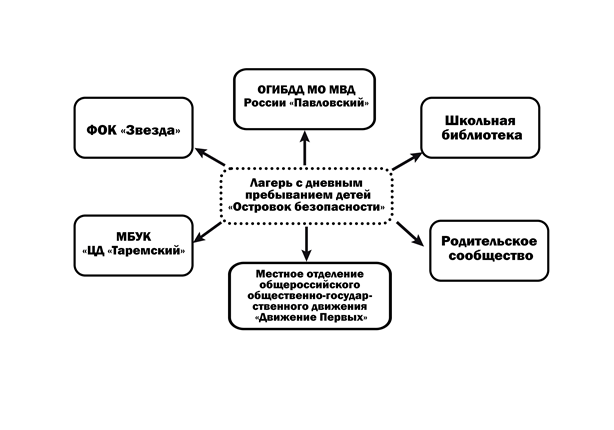 ОГИБДД МО МВД
России «Павловский»
ФОК «Звезда»
Школьная
библиотека
Лагерь с дневным
пребыванием детей
«Островок безопасности»
МБУК
«ЦД «Таремский»
Родительское
сообщество
Местное отделение
общероссийского
общественно-государ-
ственного движения
«Движение Первых»